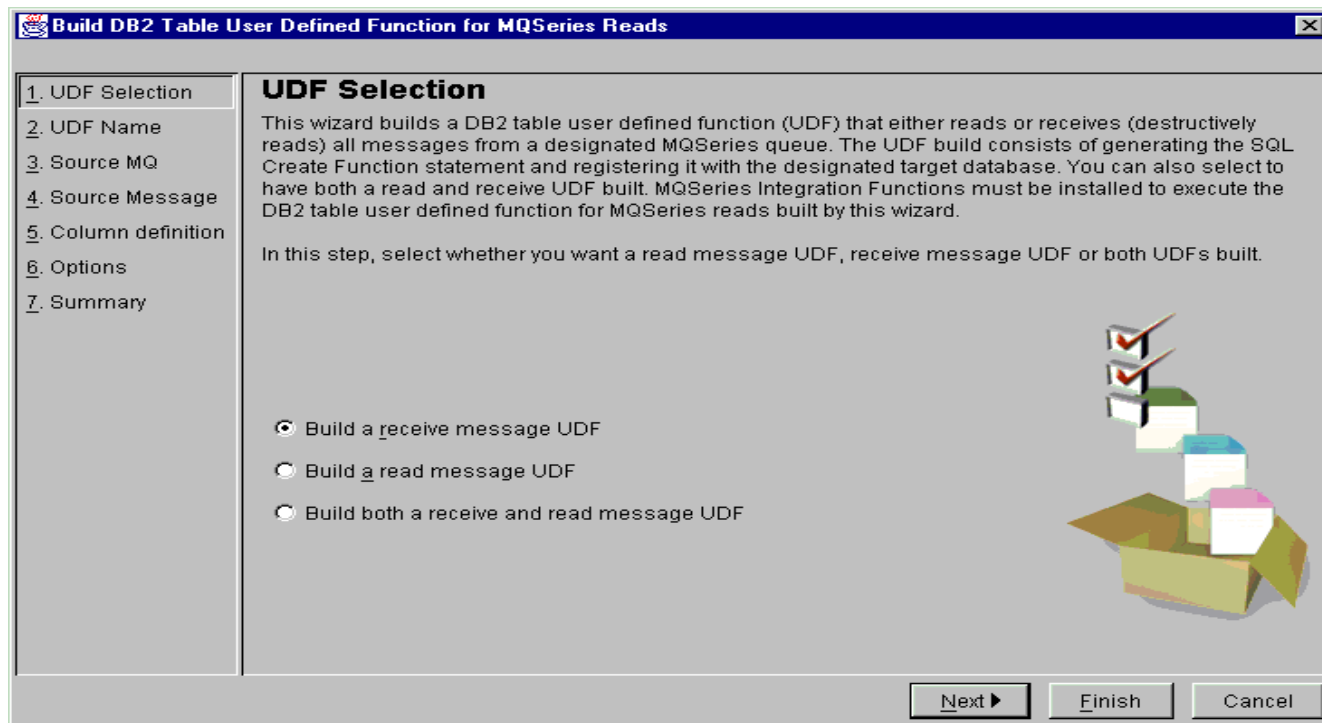 Build DB2 Table User Defined Function for MQSeries Reads
1. UDF Selection
2. UDF Name
3. Source MQ
4. Source Message
5. Column definition
6. Options
7. Summary
UDF Selection
This wizard builds a DB2 table user defined function (UDF) that either reads or receives (destructively
reads) all messages from a designated MQSeries queue. The UDF build consists of generating the SQL
Create Function statement and registering it with the designated target database. You can also select to
have both a read and receive UDF built. MQSeries Integration Functions must be installed to execute the
DB2 table user defined function for MQSeries reads built by this wizard.
In this step, select whether you want a read message UDF, receive message UDF or both UDFs built.
Build a receive message UDF
Build a read message UDF
Build both a receive and read message UDF
Next
Finish
Cancel